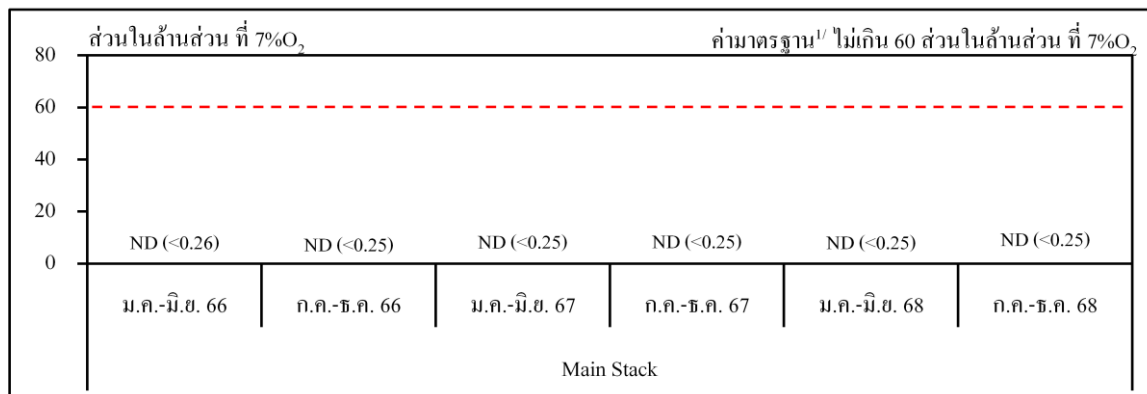 ส่วนในล้านส่วน ที่ 7%O₂ ค่ามาตรฐาน¹/ ไม่เกิน 60 ส่วนในล้านส่วน ที่ 7%O₂
80
60
40
20
0
ND (<0.26) ND (<0.25) ND (<0.25) ND (<0.25) ND (<0.25) ND (<0.25)
ม.ค.-มิ.ย. 66 ก.ค.-ธ.ค. 66 ม.ค.-มิ.ย. 67 ก.ค.-ธ.ค. 67 ม.ค.-มิ.ย. 68 ก.ค.-ธ.ค. 68
Main Stack